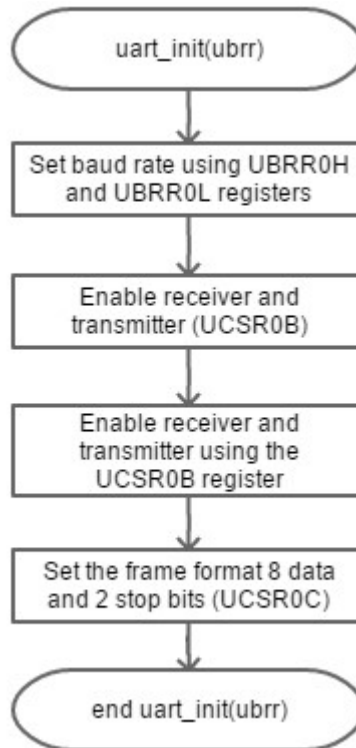 uart_init(ubrr)
Set baud rate using UBRR0H
and UBRR0L registers
Enable receiver and
transmitter (UCSR0B)
Enable receiver and
transmitter using the
UCSR0B register
Set the frame format 8 data
and 2 stop bits (UCSR0C)
end uart_init(ubrr)